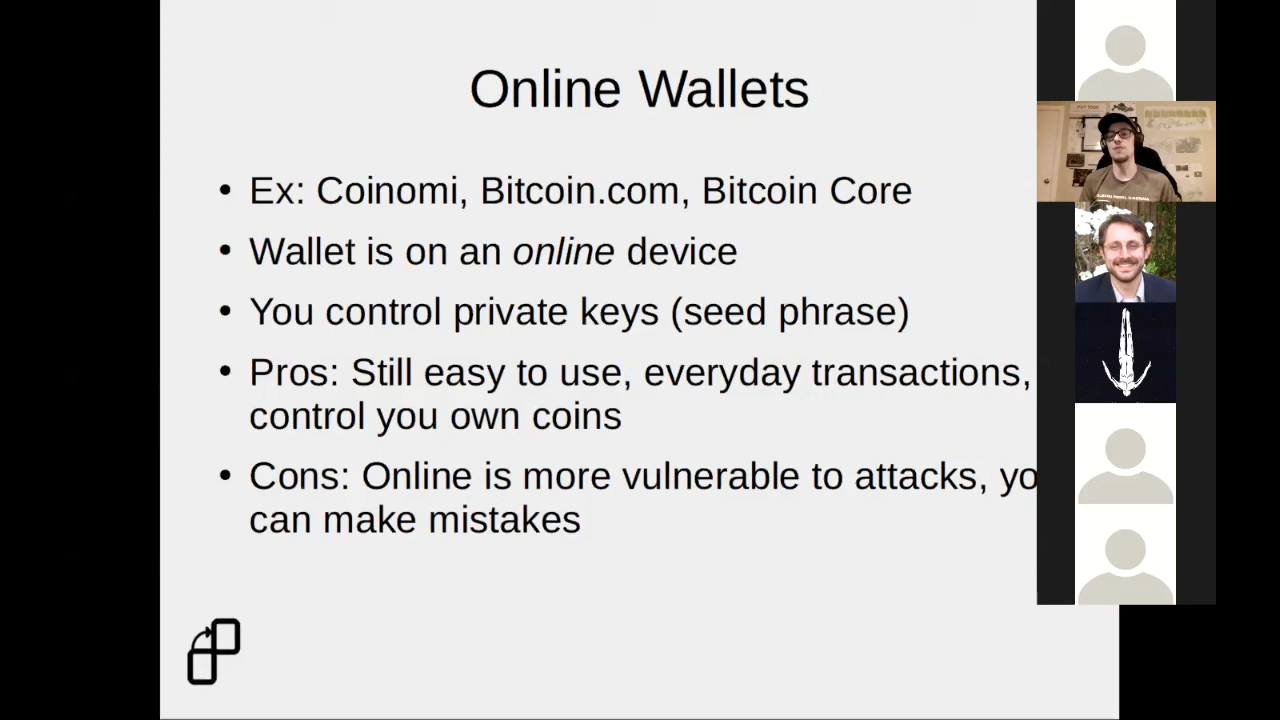 Online Wallets
• Ex: Coinomi, Bitcoin.com, Bitcoin Core
• Wallet is on an online device
• You control private keys (seed phrase)
• Pros: Still easy to use, everyday transactions,
control you own coins
• Cons: Online is more vulnerable to attacks, yo
can make mistakes